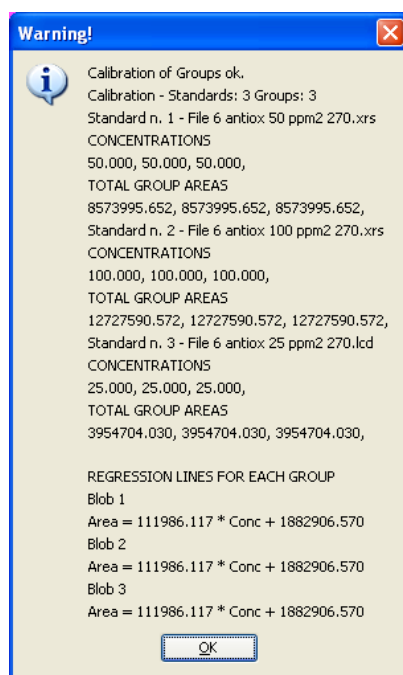 Warning!
Calibration of Groups ok.
Calibration - Standards: 3 Groups: 3
Standard n. 1 - File 6 antiox 50 ppm2 270.xrs
CONCENTRATIONS
50.000, 50.000, 50.000,
TOTAL GROUP AREAS
8573995.652, 8573995.652, 8573995.652,
Standard n. 2 - File 6 antiox 100 ppm2 270.xrs
CONCENTRATIONS
100.000, 100.000, 100.000,
TOTAL GROUP AREAS
12727590.572, 12727590.572, 12727590.572,
Standard n. 3 - File 6 antiox 25 ppm2 270.lcd
CONCENTRATIONS
25.000, 25.000, 25.000,
TOTAL GROUP AREAS
3954704.030, 3954704.030, 3954704.030,
REGRESSION LINES FOR EACH GROUP
Blob 1
Area = 111986.117 * Conc + 1882906.570
Blob 2
Area = 111986.117 * Conc + 1882906.570
Blob 3
Area = 111986.117 * Conc + 1882906.570
OK